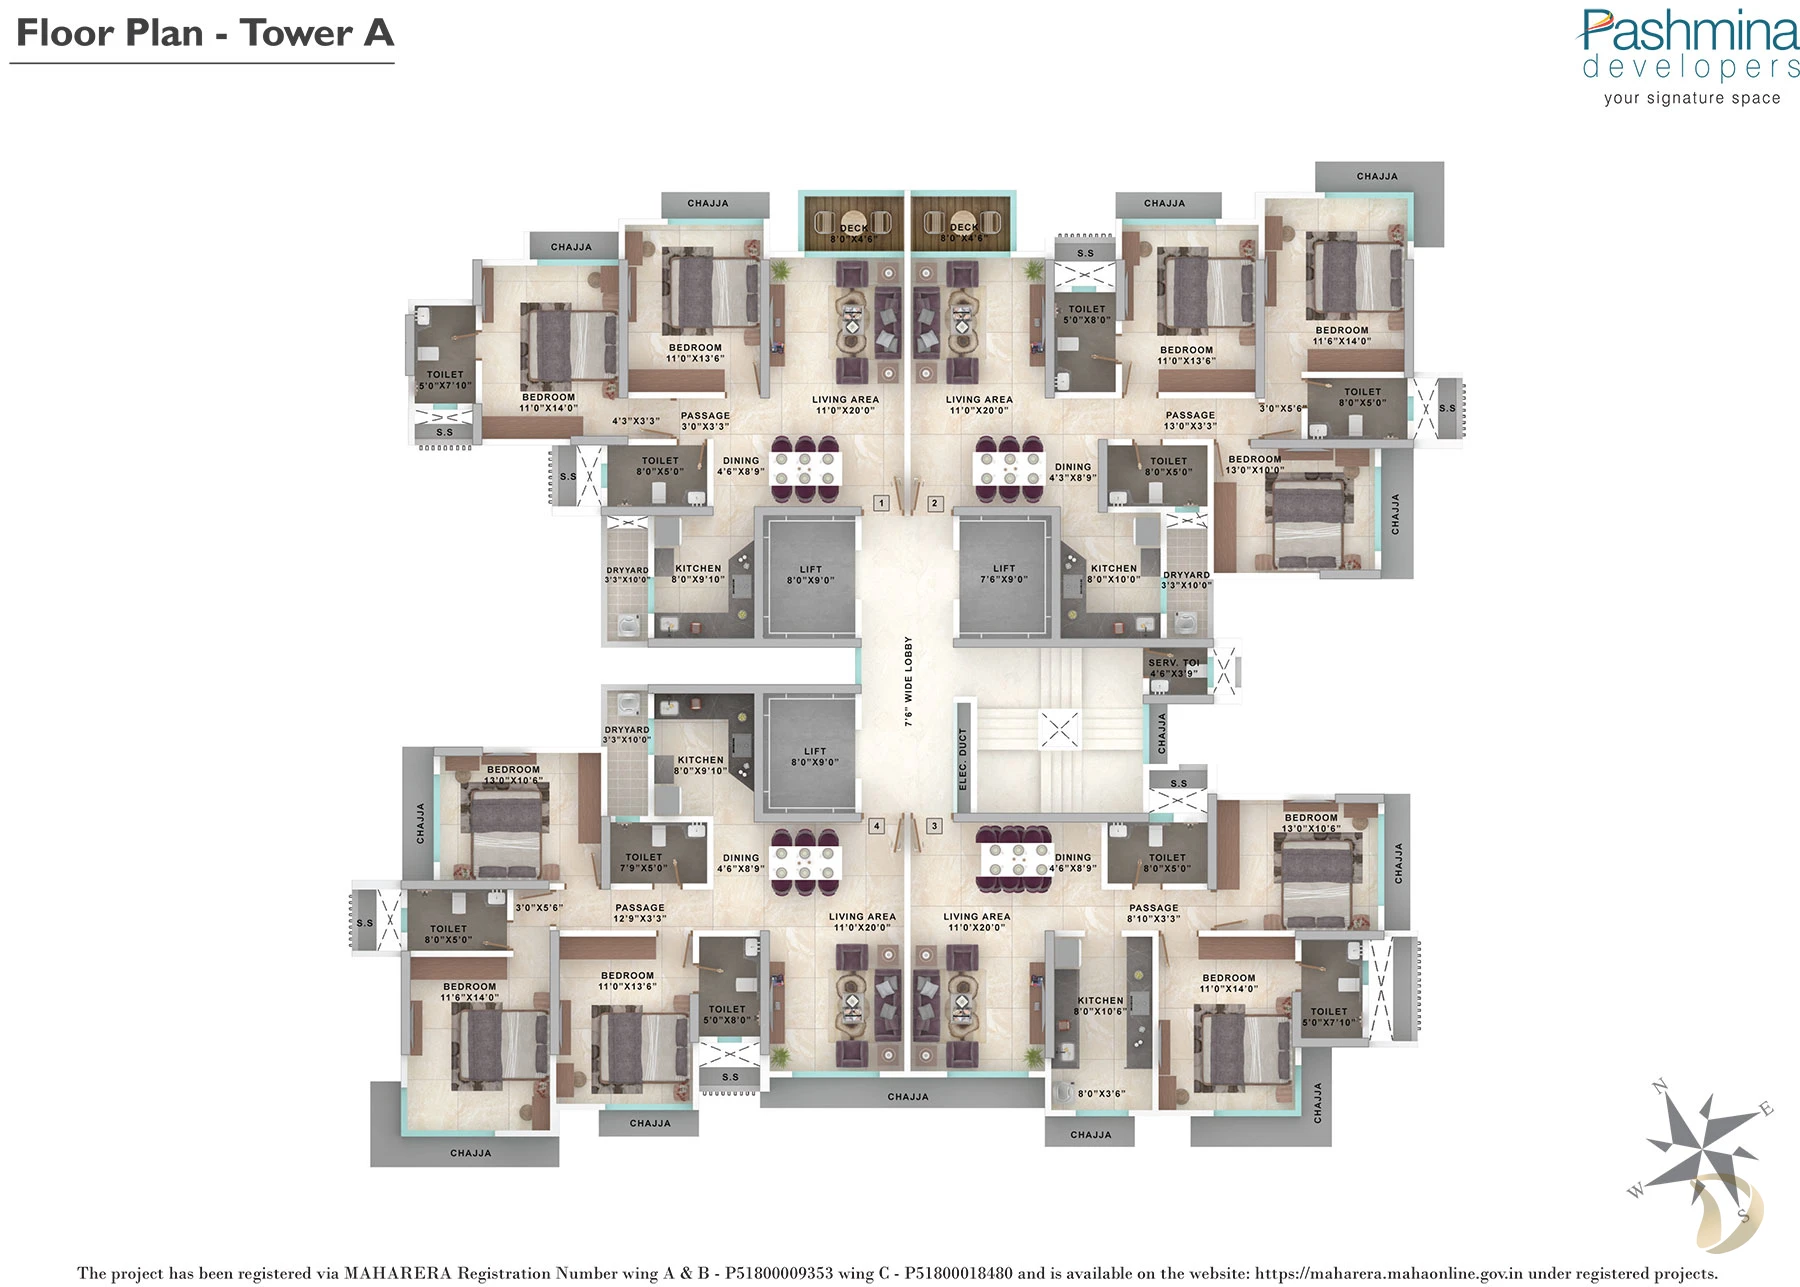 Floor Plan - Tower A
Pashmina
developers
your signature space
CHAJJA
CHAJJA
CHAJJA
CHAJJA
DECK
8'0"X4'6"
DECK
8'0"X4'6"
CHAJJA
S.S
TOILET
5'0"X8'0"
BEDROOM
11'6"X14'0"
BEDROOM
11'0"X13'6"
BEDROOM
11'0"X13'6"
TOILET
5'0"X7'10"
BEDROOM
11'0"X14'0"
LIVING AREA
11'0"X20'0"
LIVING AREA
11'0"X20'0"
TOILET
8'0"X5'0"
S.S
3'0"X5'6"
4'3"X3'3"
PASSAGE
3'0"X3'3"
PASSAGE
13'0"X3'3"
S.S
BEDROOM
13'0"X10'0"
TOILET
8'0"X5'0"
DINING
4'6"X8'9"
DINING
4'3"X8'9"
TOILET
8'0"X5'0"
S.S
1
2
CHAJJA
DRYYARD
3'3"X10'0"
KITCHEN
8'0"X9'10"
LIFT
8'0"X9'0"
LIFT
7'6"X9'0"
KITCHEN
8'0"X10'0"
DRYYARD
3'3"X10'0"
7'6" WIDE LOBBY
SERV. TOI
4'6"X3'9"
DRYYARD
3'3"X10'0"
KITCHEN
8'0"X9'10"
LIFT
8'0"X9'0"
ELEC. DUCT
CHAJJA
S.S
BEDROOM
13'0"X10'6"
CHAJJA
4
3
BEDROOM
13'0"X10'6"
CHAJJA
TOILET
7'9"X5'0"
DINING
4'6"X8'9"
DINING
4'6"X8'9"
TOILET
8'0"X5'0"
3'0"X5'6"
PASSAGE
12'9"X3'3"
PASSAGE
8'10"X3'3"
S.S
TOILET
8'0"X5'0"
LIVING AREA
11'0'X20'0"
LIVING AREA
11'0'X20'0"
BEDROOM
11'6"X14'0"
BEDROOM
11'0"X13'6"
BEDROOM
11'0"X14'0"
TOILET
5'0"X8'0"
KITCHEN
8'0"X10'6"
TOILET
5'0"X7'10"
S.S
8'0"X3'6"
CHAJJA
CHAJJA
CHAJJA
CHAJJA
CHAJJA
N
E
W
S
The project has been registered via MAHARERA Registration Number wing A & B - P51800009353 wing C - P51800018480 and is available on the website: https://maharera.mahaonline.gov.in under registered projects.